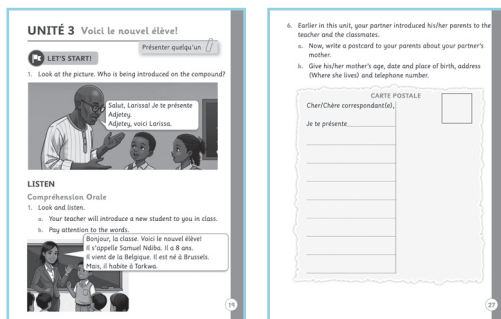 UNITÉ 3 Voici le nouvel élève!
Présenter quelqu'un
LET'S START!
1. Look at the picture. Who is being introduced on the compound?
Salut, Larissa! Je te présente
Adjetey.
Adjetey, voici Larissa.
LISTEN
Compréhension Orale
1. Look and listen.
a. Your teacher will introduce a new student to you in class.
b. Pay attention to the words.
Bonjour, la classe. Voici le nouvel élève!
Il s'appelle Samuel Ndiba. Il a 8 ans.
Il vient de la Belgique. Il est né à Brussels.
Mais, il habite à Tarkwa.
19
6. Earlier in this unit, your partner introduced his/her parents to the
teacher and the classmates.
a. Now, write a postcard to your parents about your partner's
mother.
b. Give his/her mother's age, date and place of birth, address
(Where she lives) and telephone number.
CARTE POSTALE
Cher/Chère correspondant(e),
Je te présente
27